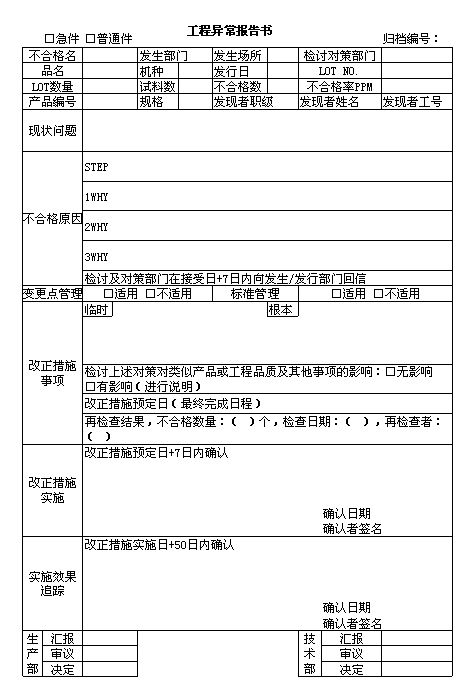 工程异常报告书
□急件 □普通件 归档编号：
不合格名 发生部门 发生场所 检讨对策部门
品名 机种 发行日 LOT NO.
LOT数量 试料数 不合格数 不合格率PPM
产品编号 规格 发现者职级 发现者姓名 发现者工号
现状问题
不合格原因
STEP
1WHY
2WHY
3WHY
检讨及对策部门在接受日+7日内向发生/发行部门回信
变更点管理 □适用 □不适用 标准管理 □适用 □不适用
改正措施
事项
临时 根本
检讨上述对策对类似产品或工程品质及其他事项的影响：□无影响
□有影响(进行说明)
改正措施预定日(最终完成日程)
再检查结果，不合格数量：( )个，检查日期：( )，再检查者：
( )
改正措施
实施
改正措施预定日+7日内确认
确认日期
确认者签名
实施效果
追踪
改正措施实施日+50日内确认
确认日期
确认者签名
生 汇报 技 汇报
产 审议 术 审议
部 决定 部 决定